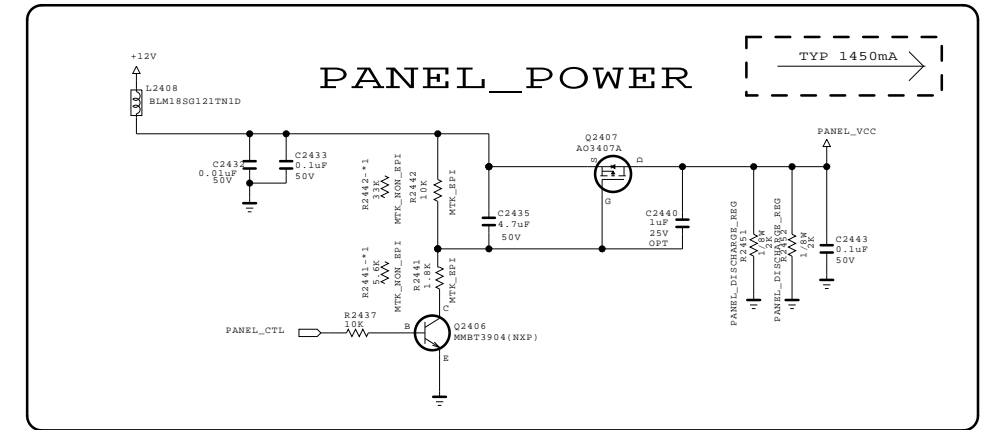 PANEL_POWER
TYP 1450mA
+12V
L2408
BLM18SG121TN1D
C2432
0.01uF
50V
C2433
0.1uF
50V
R2442-*1
33K
MTK_NON_EPI
R2442
10K
MTK_EPI
R2441-*1
5.6K
MTK_NON_EPI
R2441
1.8K
MTK_EPI
C2435
4.7uF
50V
Q2407
AO3407A
S
D
G
C2440
1uF
25V
OPT
PANEL_VCC
PANEL_DISCHARGE_REG
R2451
1/8W
2K
PANEL_DISCHARGE_REG
R2452
1/8W
2K
C2443
0.1uF
50V
PANEL_CTL
R2437
10K
B
C
E
Q2406
MMBT3904(NXP)